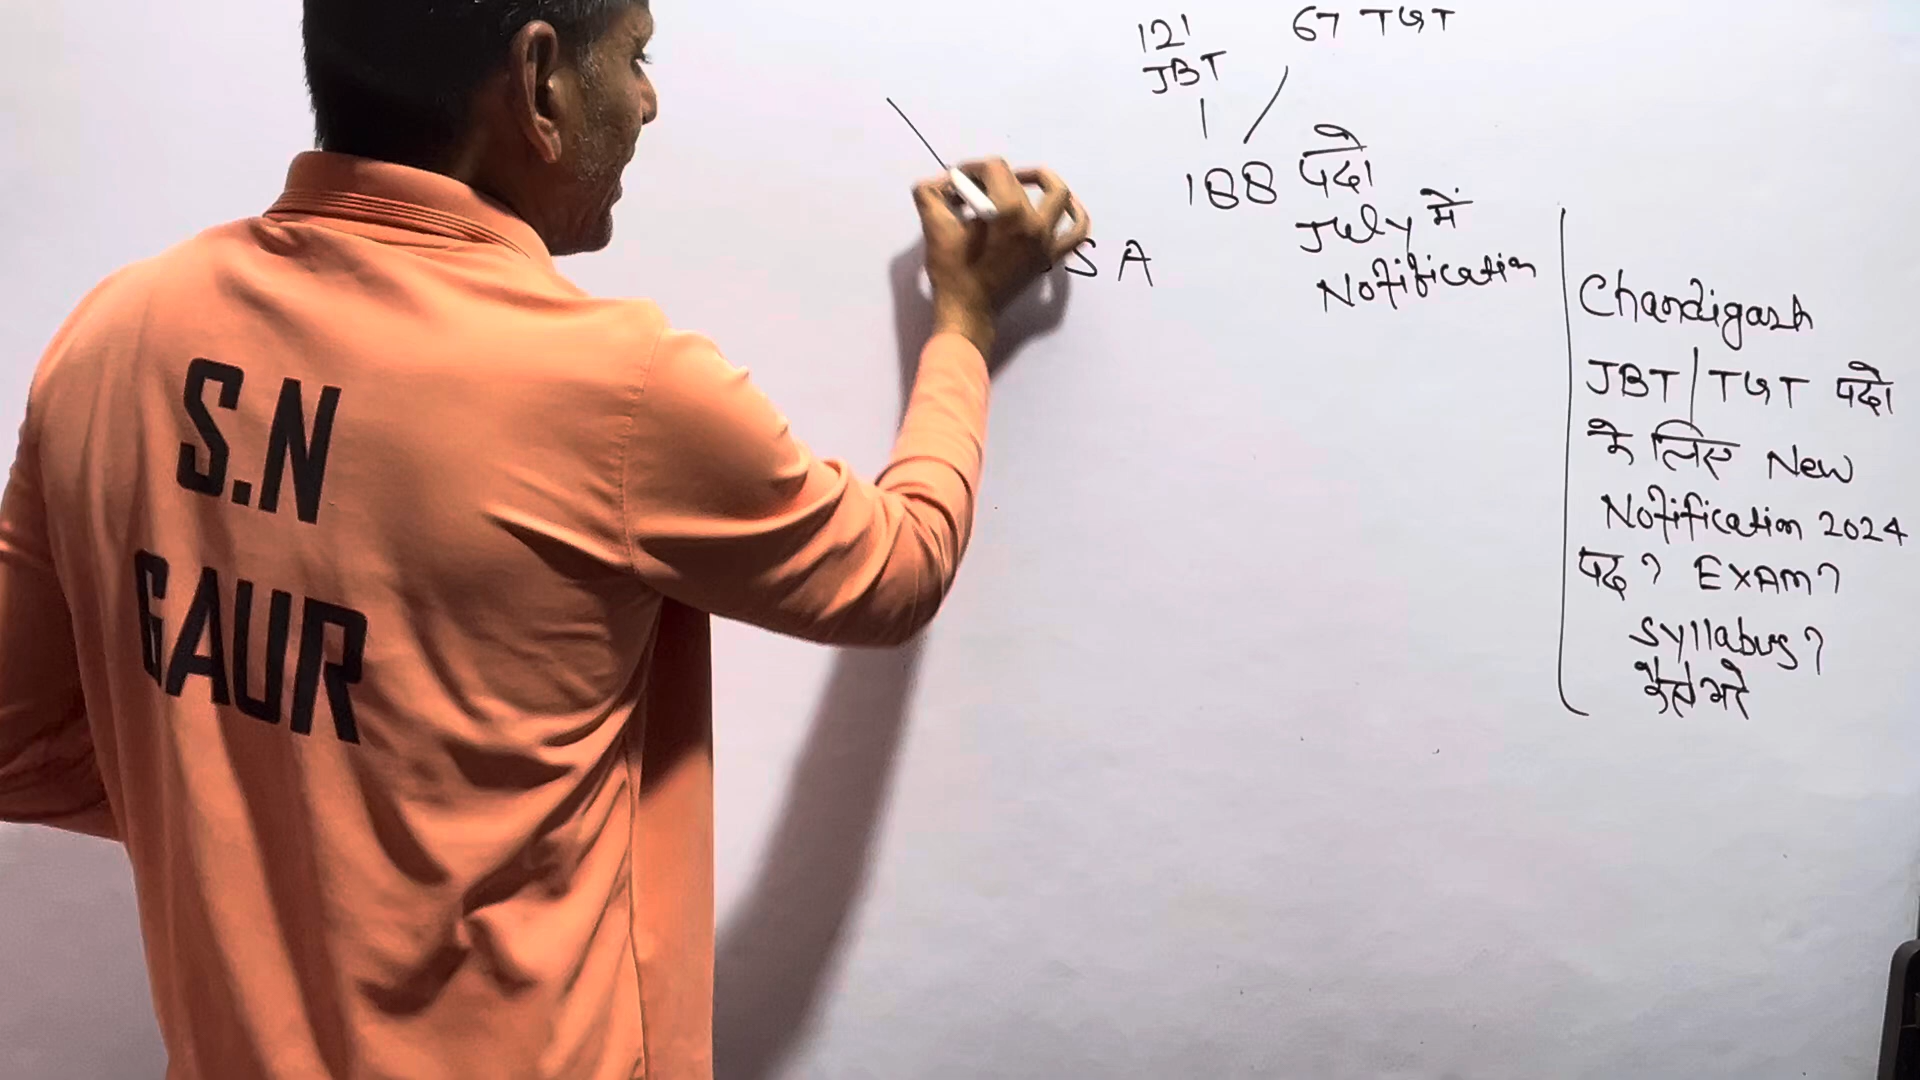 S.N
GAUR
121
JBT
67 TGT
188 पदो
July में
Notification
SA
Chandigarh
JBT/TGT पदो
के लिए New
Notification 2024
पद? EXAM?
Syllabus?
कैसे भरे